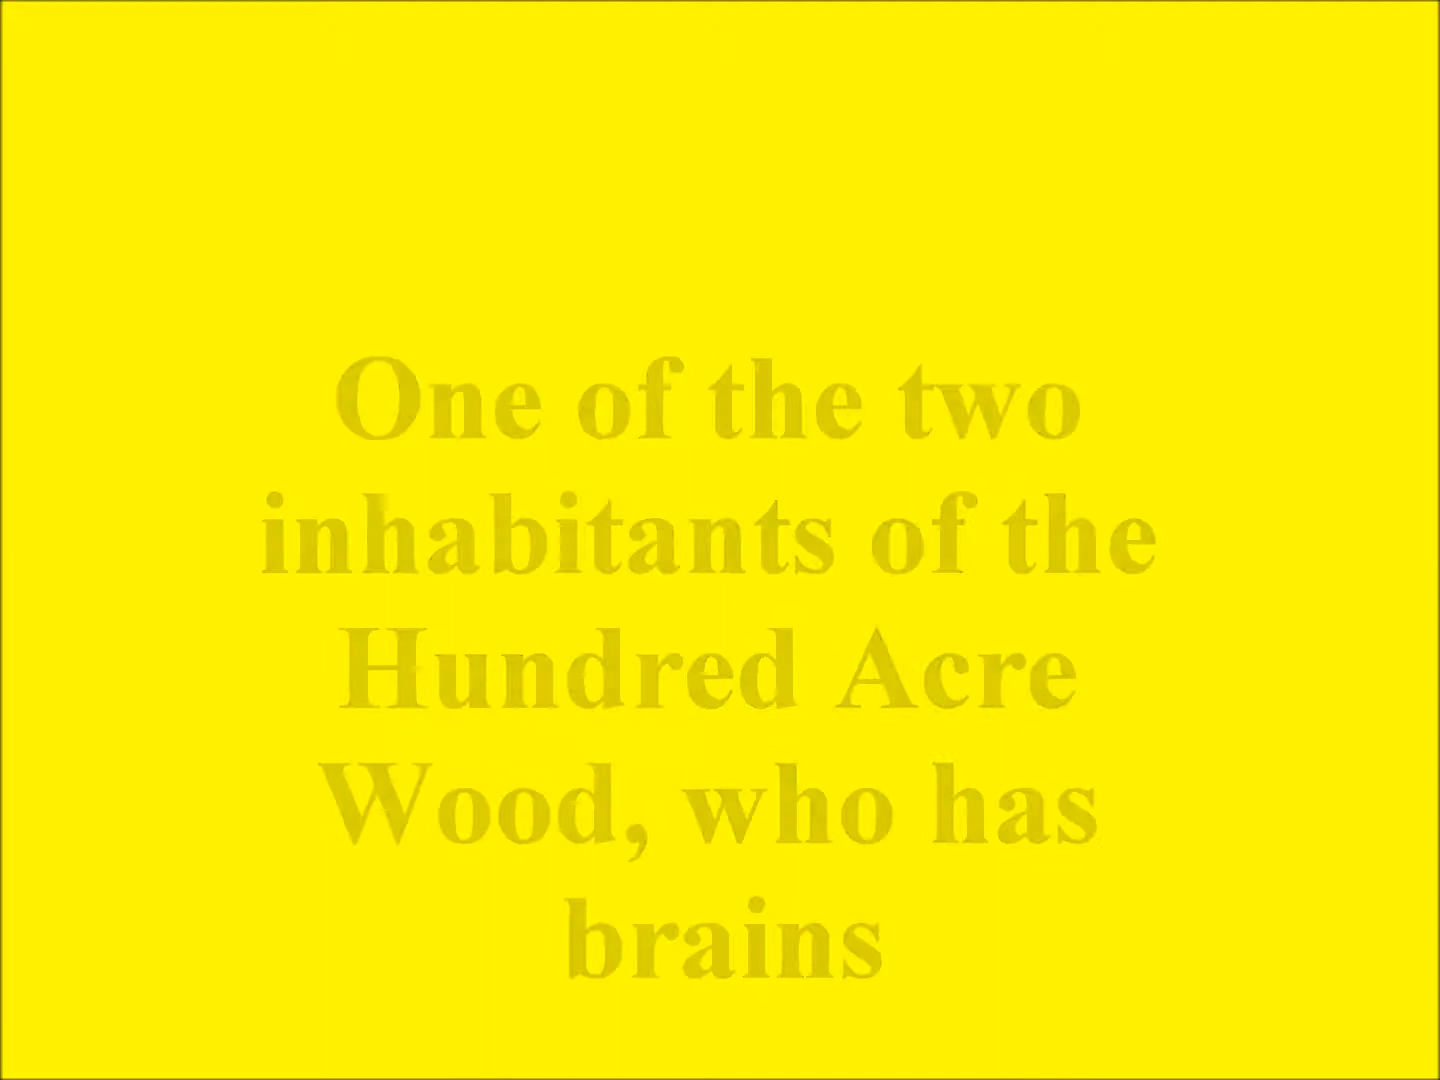 One of the two
inhabitants of the
Hundred Acre
Wood, who has
brains